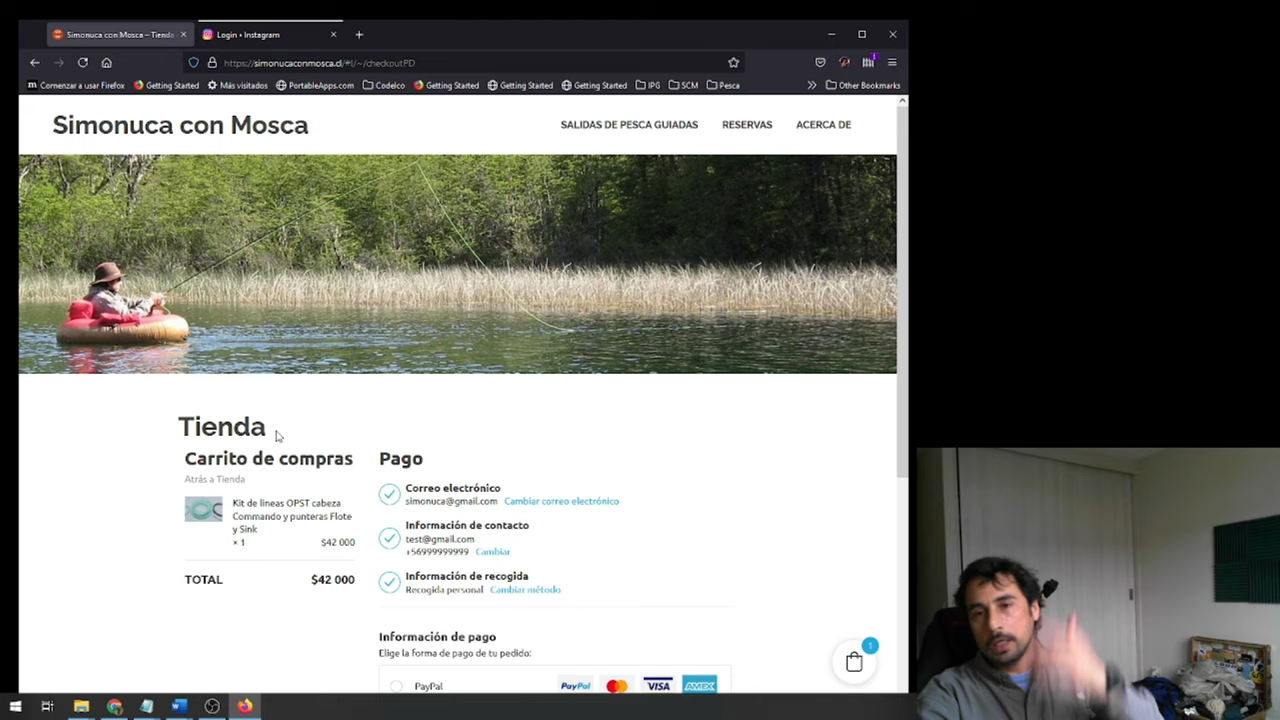 Simonuca con Mosca – Tienda
Login • Instagram
https://simonucaconmosca.cl/#!/~/checkoutPD
Comenzar a usar Firefox
Getting Started
Más visitados
PortableApps.com
Codelco
Getting Started
Getting Started
Getting Started
IPG
SCM
Pesca
Other Bookmarks
Simonuca con Mosca
SALIDAS DE PESCA GUIADAS
RESERVAS
ACERCA DE
Tienda
Carrito de compras
Atrás a Tienda
Kit de lineas OPST cabeza
Commando y punteras Flote
y Sink
× 1 $42 000
TOTAL $42 000
Pago
Correo electrónico
simonuca@gmail.com Cambiar correo electrónico
Información de contacto
test@gmail.com
+56999999999 Cambiar
Información de recogida
Recogida personal Cambiar método
Información de pago
Elige la forma de pago de tu pedido:
PayPal PayPal VISA AMEX
1